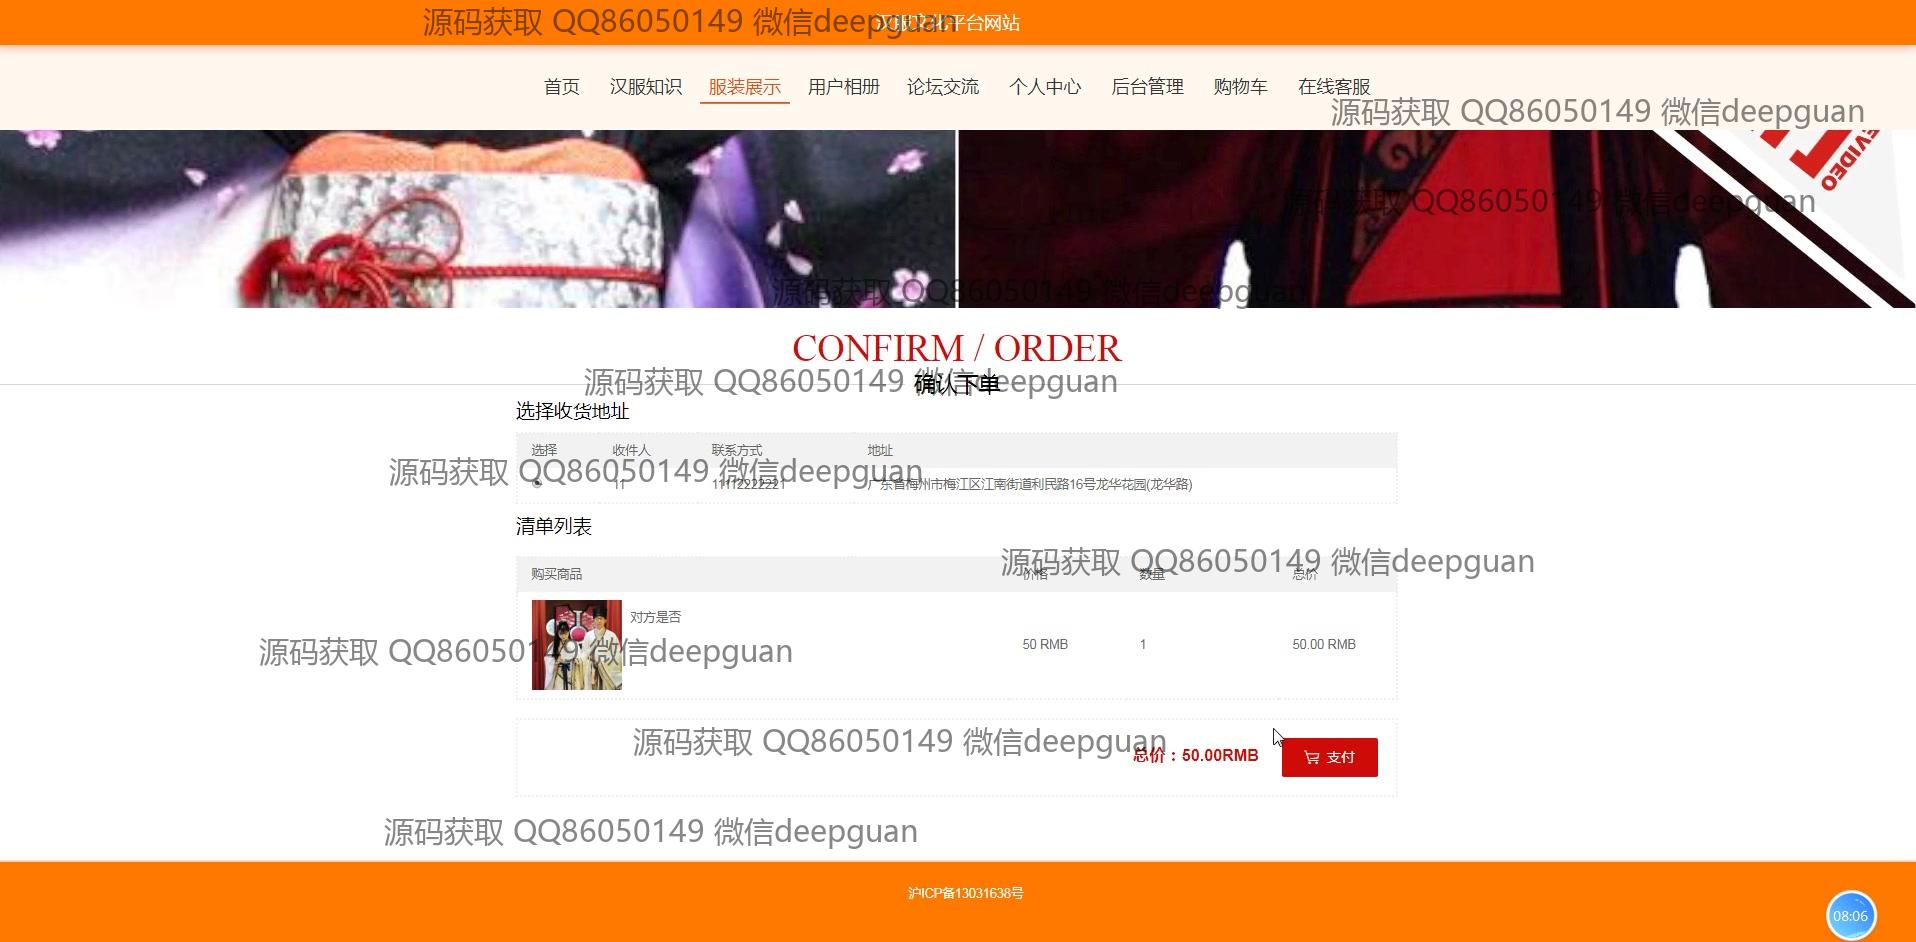 汉服文化平台网站
源码获取 QQ86050149 微信deepguan
首页 汉服知识 服装展示 用户相册 论坛交流 个人中心 后台管理 购物车 在线客服
源码获取 QQ86050149 微信deepguan
源码获取 QQ86050149 微信deepguan
源码获取 QQ86050149 微信deepguan
CONFIRM / ORDER
确认下单
源码获取 QQ86050149 微信deepguan
选择收货地址
选择 收件人 联系方式 地址
源码获取 QQ86050149 微信deepguan
11 11112222221 广东省梅州市梅江区江南街道利民路16号龙华花园(龙华路)
清单列表
源码获取 QQ86050149 微信deepguan
购买商品 价格 数量 总价
对方是否
50 RMB 1 50.00 RMB
源码获取 QQ86050149 微信deepguan
源码获取 QQ86050149 微信deepguan
总价：50.00RMB 支付
源码获取 QQ86050149 微信deepguan
沪ICP备13031638号
08:06